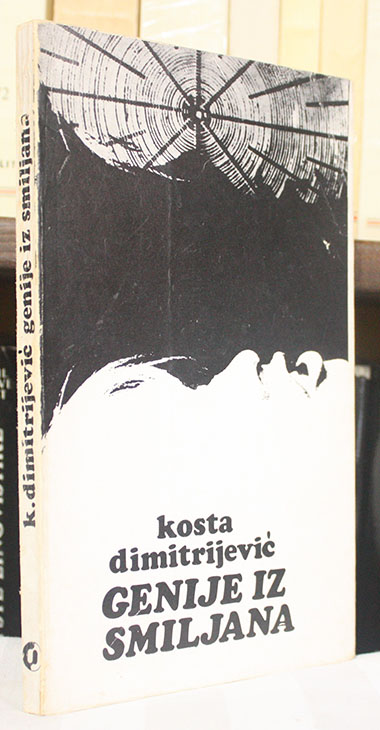 k.dimitrijević genije iz smiljana
kosta
dimitrijević
GENIJE IZ
SMILJANA